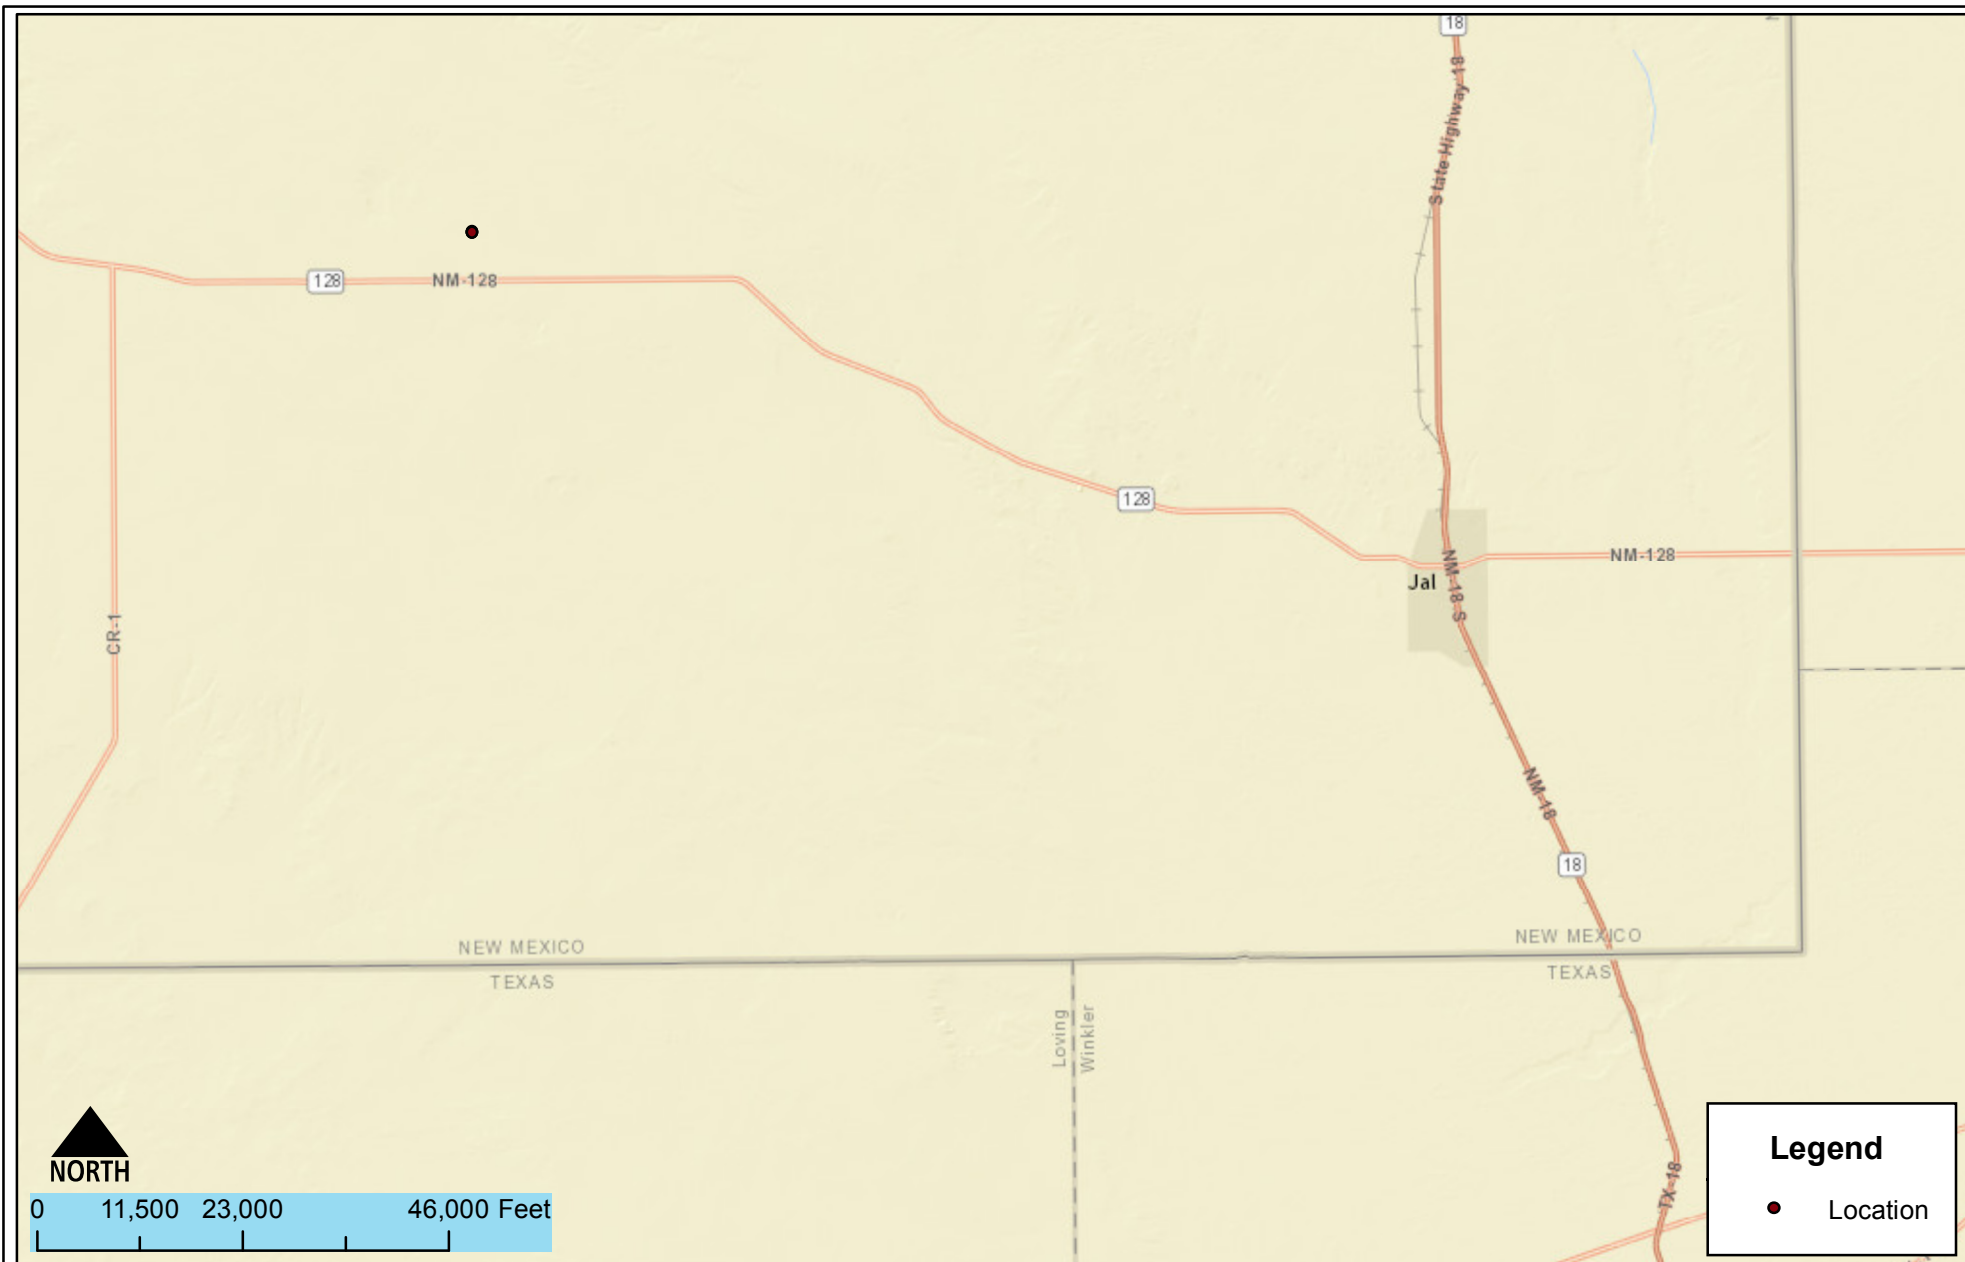 18
State Highway 18
128
NM-128
128
NM-128
Jal
NM-18 S
CR-1
NM-18
18
NEW MEXICO
NEW MEXICO
TEXAS
TEXAS
Loving
Winkler
TX-18
NORTH
0 11,500 23,000 46,000 Feet
Legend
Location